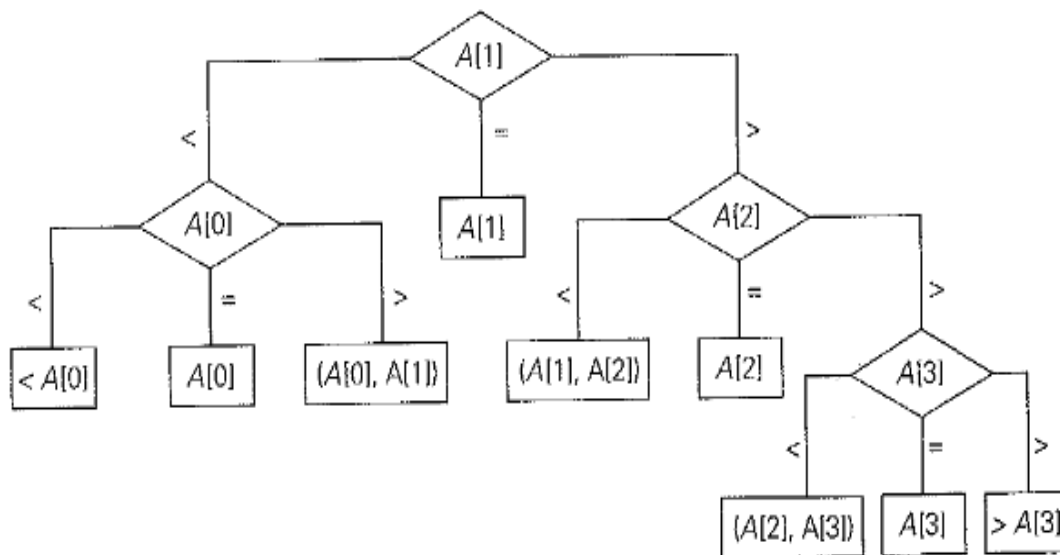 A[1]
<
=
>
A[0]
A[1]
A[2]
<
=
>
<
=
>
< A[0]
A[0]
(A[0], A[1])
(A[1], A[2])
A[2]
A[3]
<
=
>
(A[2], A[3])
A[3]
> A[3]